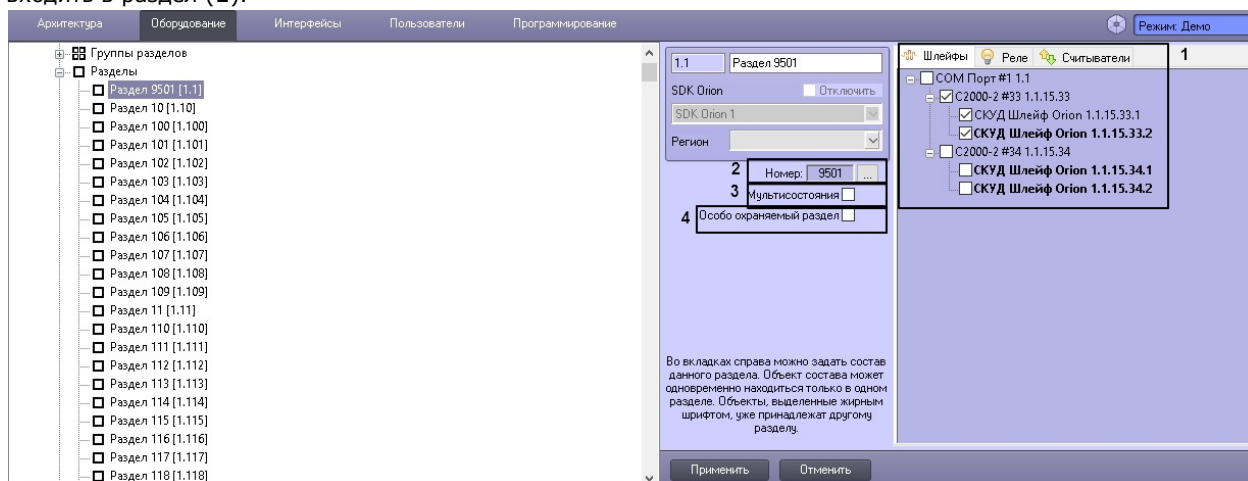 входить в раздел (1).
Архитектура Оборудование Интерфейсы Пользователи Программирование Режим: Демо
Группы разделов
Разделы
Раздел 9501 [1.1]
Раздел 10 [1.10]
Раздел 100 [1.100]
Раздел 101 [1.101]
Раздел 102 [1.102]
Раздел 103 [1.103]
Раздел 104 [1.104]
Раздел 105 [1.105]
Раздел 106 [1.106]
Раздел 107 [1.107]
Раздел 108 [1.108]
Раздел 109 [1.109]
Раздел 11 [1.11]
Раздел 110 [1.110]
Раздел 111 [1.111]
Раздел 112 [1.112]
Раздел 113 [1.113]
Раздел 114 [1.114]
Раздел 115 [1.115]
Раздел 116 [1.116]
Раздел 117 [1.117]
Раздел 118 [1.118]
1.1 Раздел 9501
SDK Orion Отключить
SDK Orion 1
Регион
2 Номер: 9501 ...
3 Мультисостояния
4 Особо охраняемый раздел
Во вкладках справа можно задать состав
данного раздела. Объект состава может
одновременно находиться только в одном
разделе. Объекты, выделенные жирным
шрифтом, уже принадлежат другому
разделу.
Применить Отменить
Шлейфы Реле Считыватели 1
COM Порт #1 1.1
С2000-2 #33 1.1.15.33
СКУД Шлейф Orion 1.1.15.33.1
СКУД Шлейф Orion 1.1.15.33.2
С2000-2 #34 1.1.15.34
СКУД Шлейф Orion 1.1.15.34.1
СКУД Шлейф Orion 1.1.15.34.2